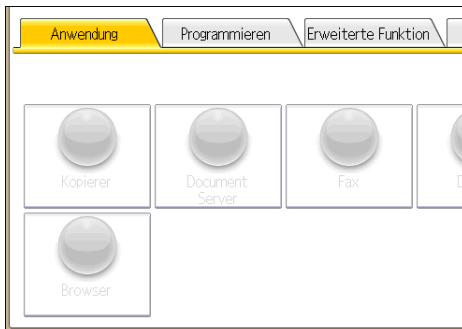 Anwendung
Programmieren
Erweiterte Funktion
Kopierer
Document
Server
Fax
Browser